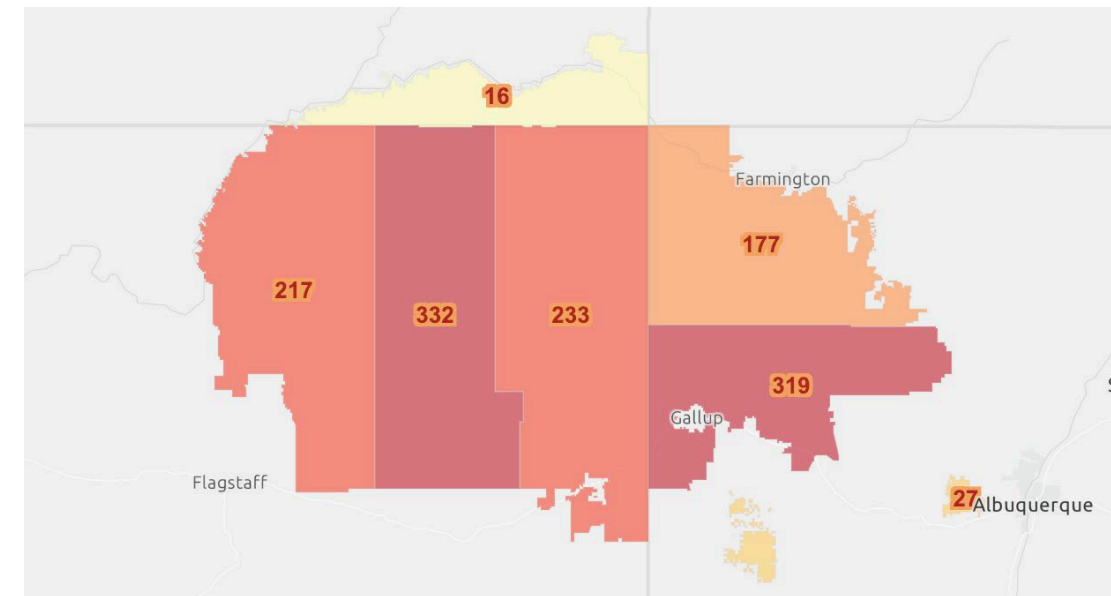 16
Farmington
177
217
332
233
319
S
Gallup
Flagstaff
27
Albuquerque